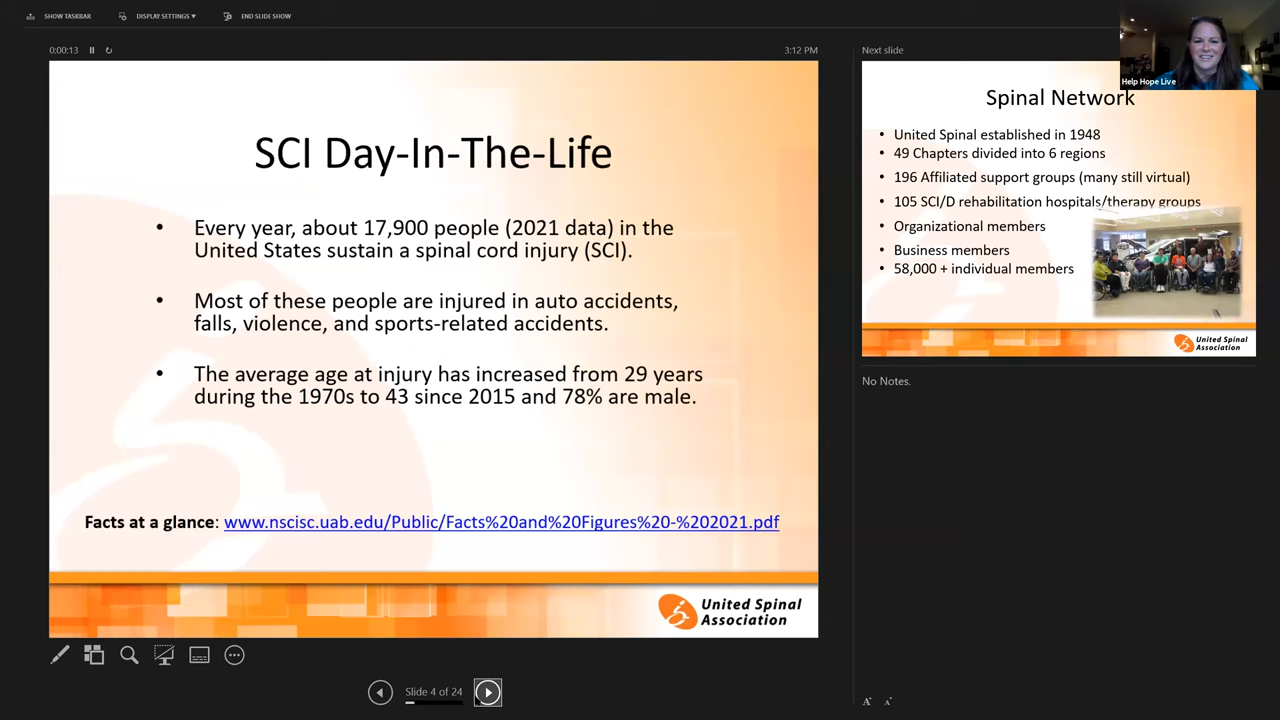 SHOW TASKBAR
DISPLAY SETTINGS
END SLIDE SHOW
0:00:13
3:12 PM
SCI Day-In-The-Life
• Every year, about 17,900 people (2021 data) in the
United States sustain a spinal cord injury (SCI).
• Most of these people are injured in auto accidents,
falls, violence, and sports-related accidents.
• The average age at injury has increased from 29 years
during the 1970s to 43 since 2015 and 78% are male.
Facts at a glance: www.nscisc.uab.edu/Public/Facts%20and%20Figures%20-%202021.pdf
United Spinal
Association
Slide 4 of 24
Next slide
Help Hope Live
Spinal Network
• United Spinal established in 1948
• 49 Chapters divided into 6 regions
• 196 Affiliated support groups (many still virtual)
• 105 SCI/D rehabilitation hospitals/therapy groups
• Organizational members
• Business members
• 58,000 + individual members
United Spinal
Association
No Notes.
A A